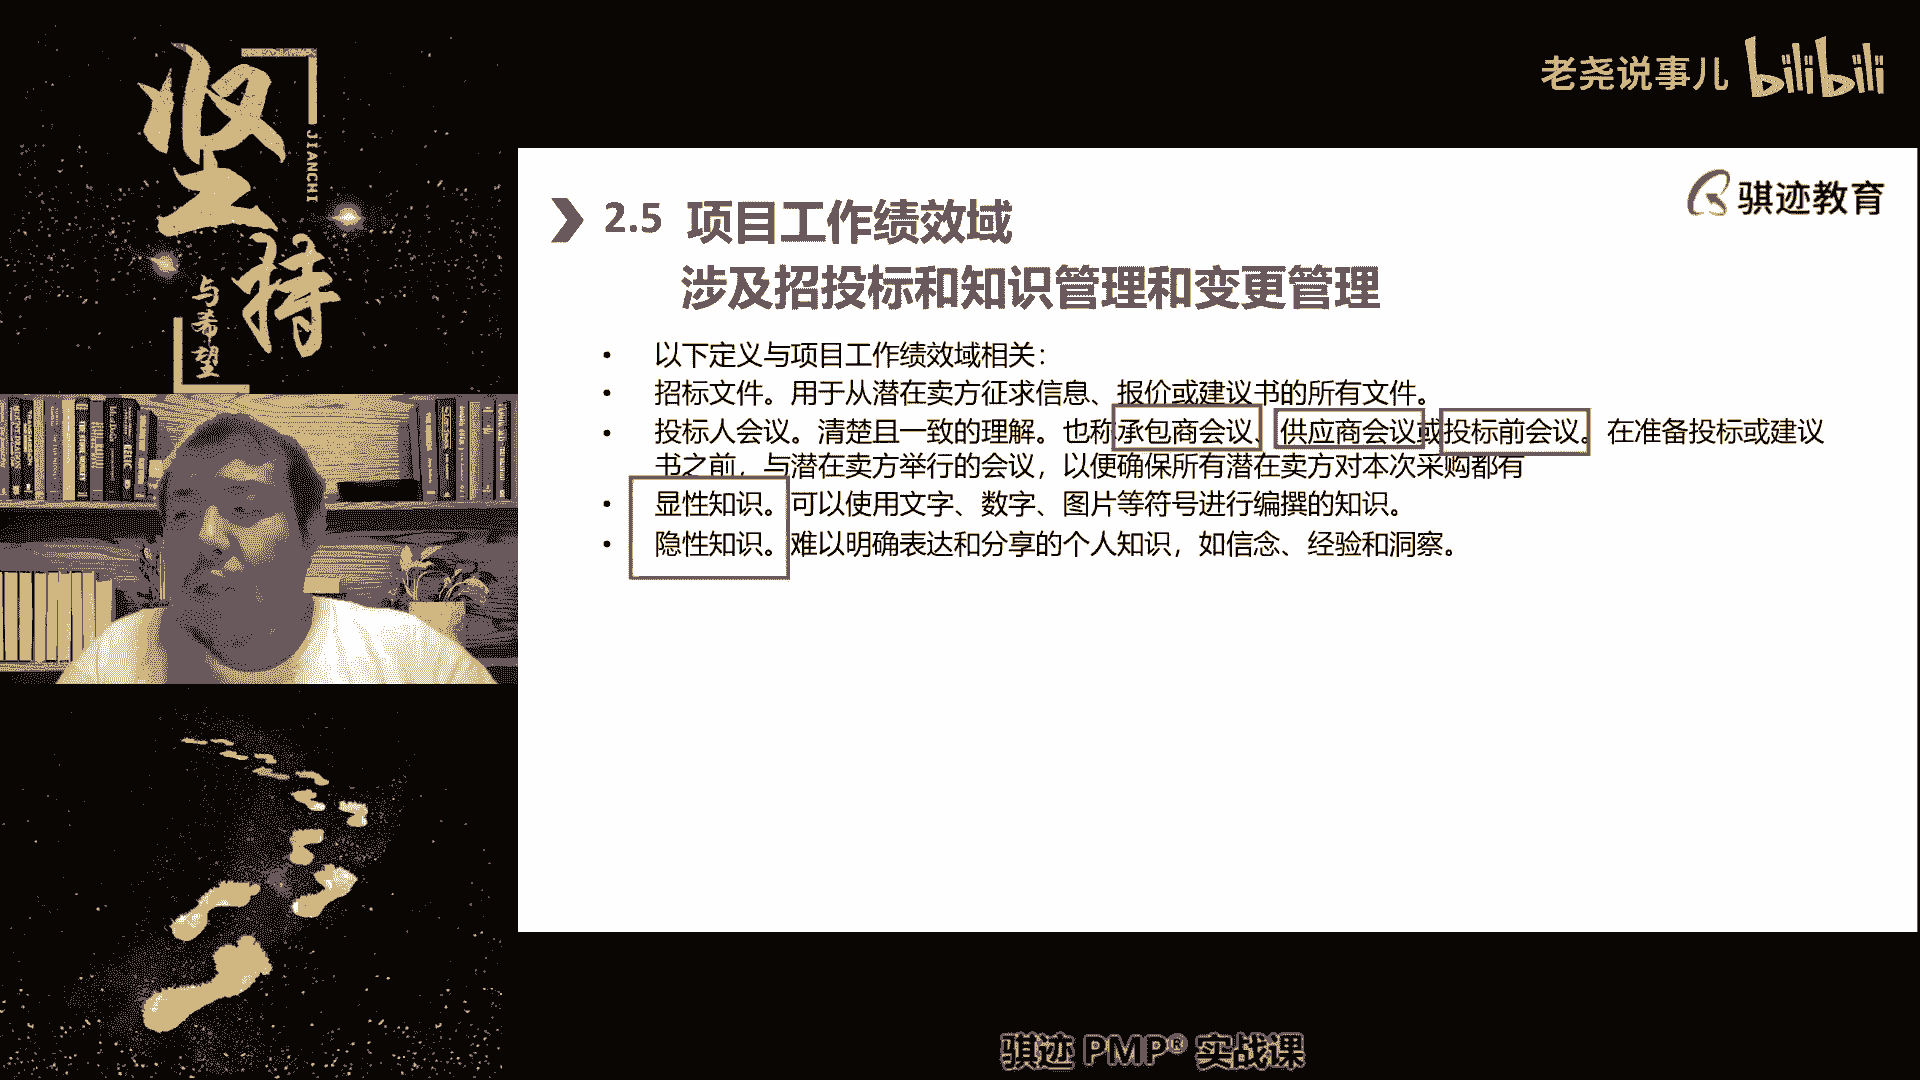 坚持
JIANCHI
与希望
老尧说事儿 bilibili
骐迹教育
2.5 项目工作绩效域
涉及招投标和知识管理和变更管理
• 以下定义与项目工作绩效域相关：
• 招标文件。用于从潜在卖方征求信息、报价或建议书的所有文件。
• 投标人会议。清楚且一致的理解。也称承包商会议、供应商会议或投标前会议。在准备投标或建议
书之前，与潜在卖方举行的会议，以便确保所有潜在卖方对本次采购都有
• 显性知识。可以使用文字、数字、图片等符号进行编撰的知识。
• 隐性知识。难以明确表达和分享的个人知识，如信念、经验和洞察。
骐迹 PMP® 实战课